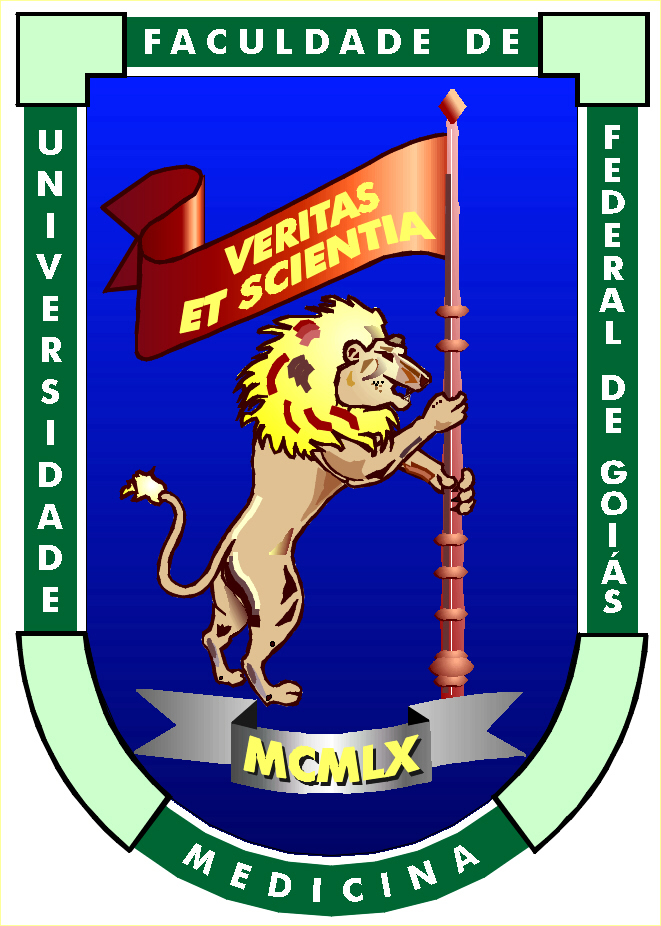 FACULDADE DE
MEDICINA
UNIVERSIDADE
FEDERAL DE GOIÁS
VERITAS
ET SCIENTIA
MCMLX